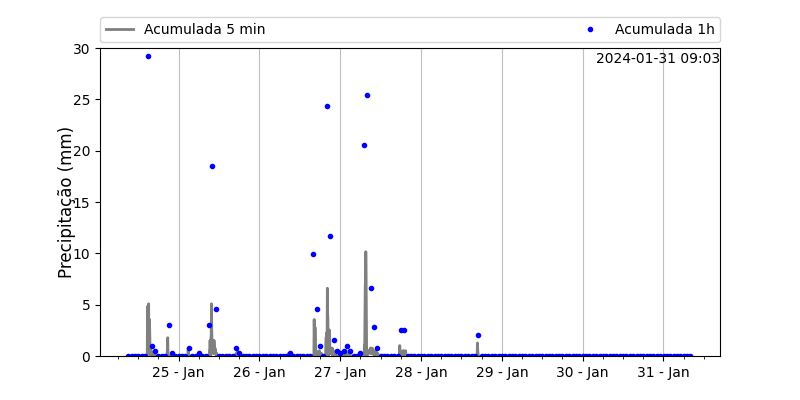 Acumulada 5 min
Acumulada 1h
2024-01-31 09:03
Precipitação (mm)
30
25
20
15
10
5
0
25 - Jan
26 - Jan
27 - Jan
28 - Jan
29 - Jan
30 - Jan
31 - Jan